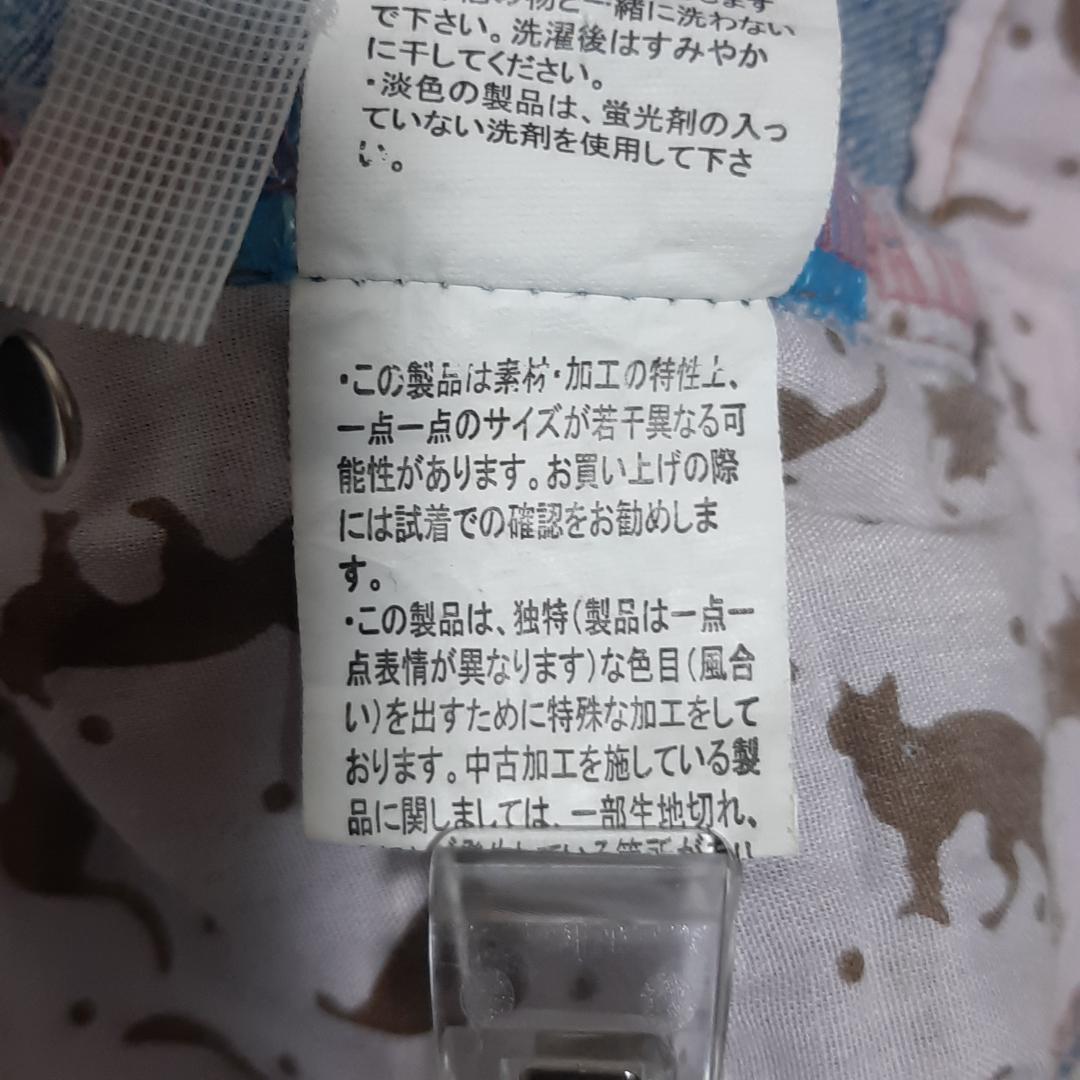 緒に洗わない
で下さい。洗濯後はすみやか
に干してください。
・淡色の製品は、蛍光剤の入っ
ていない洗剤を使用して下さ
い。
・この製品は素材・加工の特性上、
一点一点のサイズが若干異なる可
能性があります。お買い上げの際
には試着での確認をお勧めしま
す。
・この製品は、独特(製品は一点一
点表情が異なります)な色目(風合
い)を出すために特殊な加工をして
おります。中古加工を施している製
品に関しましては、一部生地切れ、